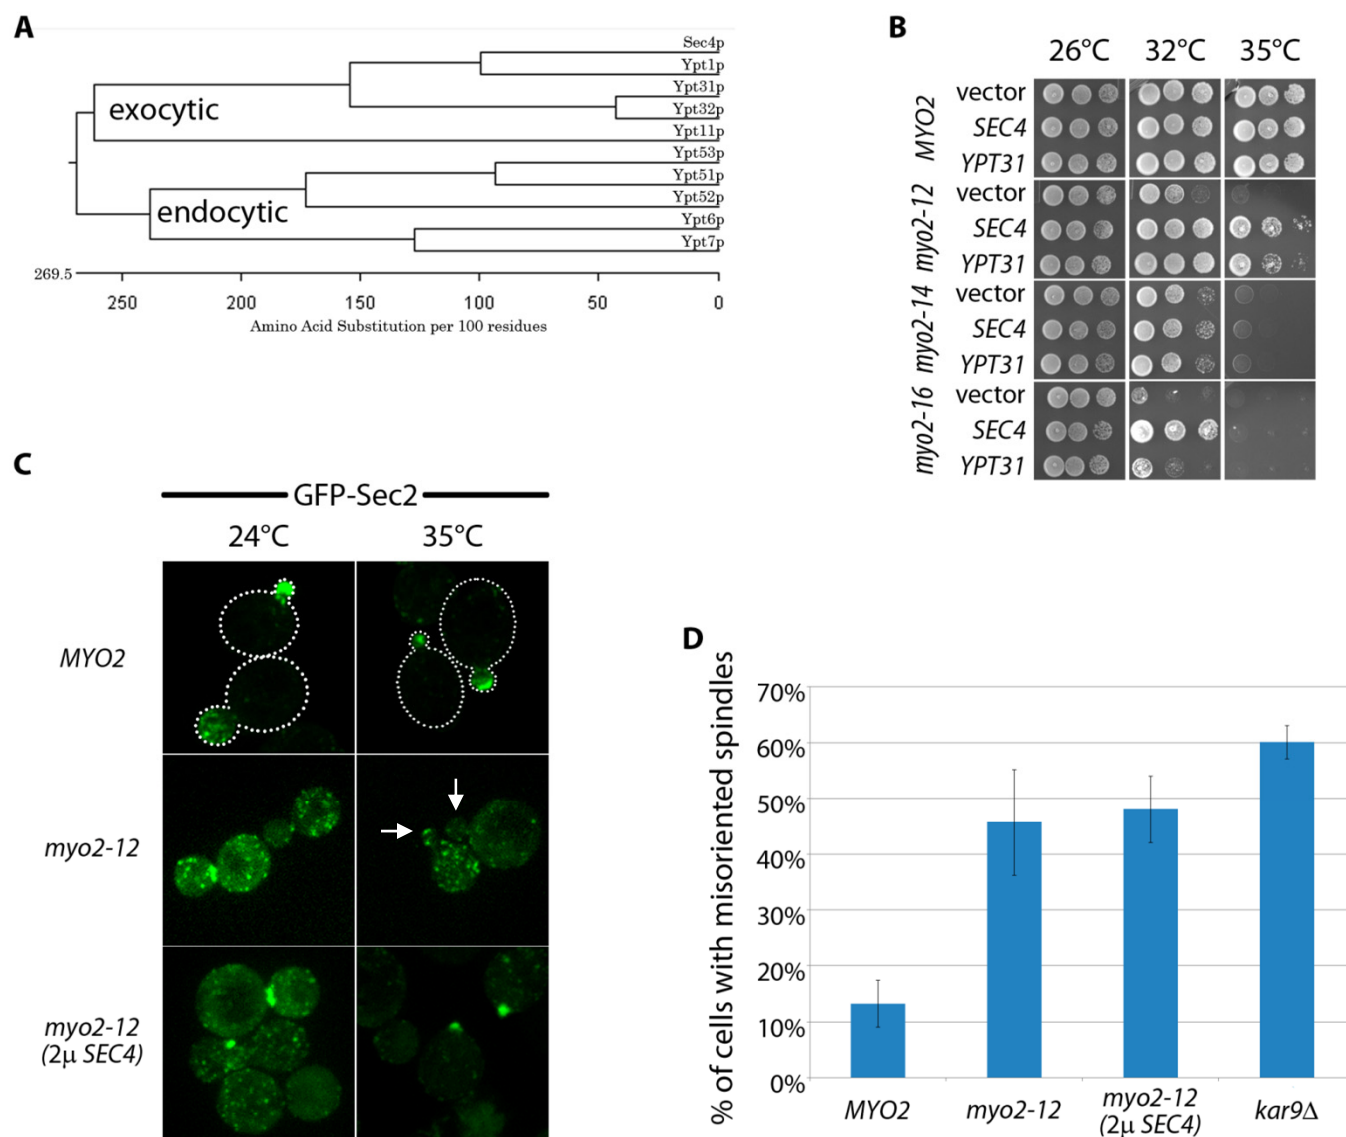 A
Sec4p
Ypt1p
Ypt31p
Ypt32p
Ypt11p
Ypt53p
Ypt51p
Ypt52p
Ypt6p
Ypt7p
exocytic
endocytic
269.5
250 200 150 100 50 0
Amino Acid Substitution per 100 residues
B
26°C 32°C 35°C
MYO2
vector
SEC4
YPT31
myo2-12
vector
SEC4
YPT31
myo2-14
vector
SEC4
YPT31
myo2-16
vector
SEC4
YPT31
C
GFP-Sec2
24°C 35°C
MYO2
myo2-12
myo2-12
(2µ SEC4)
D
% of cells with misoriented spindles
70%
60%
50%
40%
30%
20%
10%
0%
MYO2 myo2-12 myo2-12 (2µ SEC4) kar9Δ